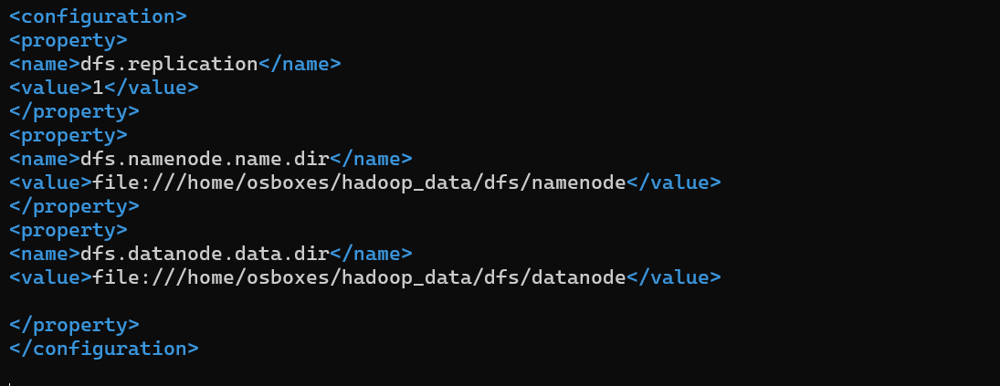 <configuration>
<property>
<name>dfs.replication</name>
<value>1</value>
</property>
<property>
<name>dfs.namenode.name.dir</name>
<value>file:///home/osboxes/hadoop_data/dfs/namenode</value>
</property>
<property>
<name>dfs.datanode.data.dir</name>
<value>file:///home/osboxes/hadoop_data/dfs/datanode</value>
</property>
</configuration>